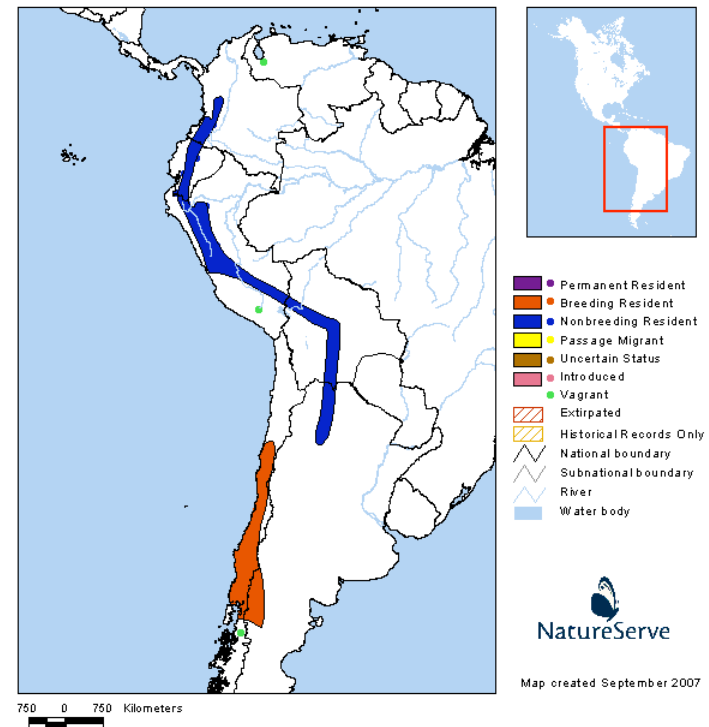 Permanent Resident
Breeding Resident
Nonbreeding Resident
Passage Migrant
Uncertain Status
Introduced
Vagrant
Extirpated
Historical Records Only
National boundary
Subnational boundary
River
Water body
NatureServe
Map created September 2007
750 0 750 Kilometers